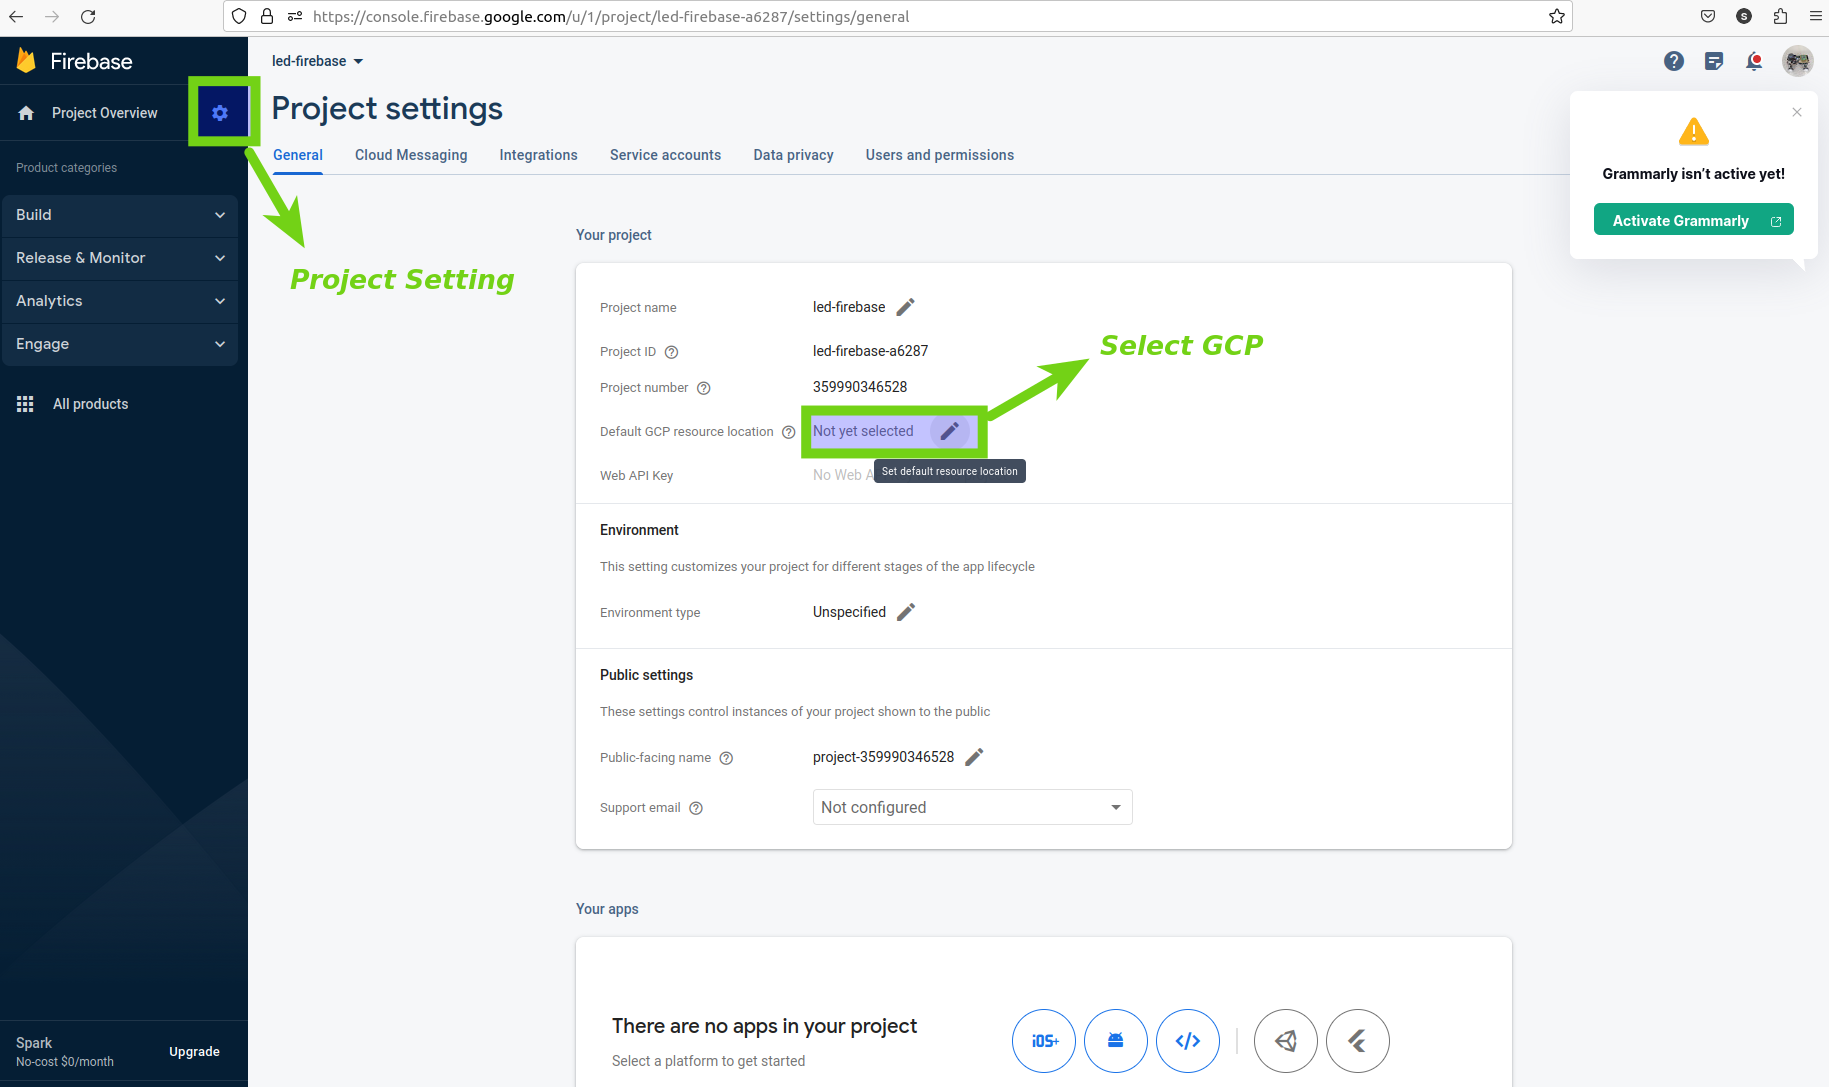 https://console.firebase.google.com/u/1/project/led-firebase-a6287/settings/general
S
Firebase
led-firebase
Project Overview
Project settings
General Cloud Messaging Integrations Service accounts Data privacy Users and permissions
Product categories
Build
Release & Monitor
Analytics
Engage
All products
Grammarly isn't active yet!
Activate Grammarly
Project Setting
Your project
Project name led-firebase
Select GCP
Project ID led-firebase-a6287
Project number 359990346528
Default GCP resource location Not yet selected
Set default resource location
Web API Key No Web A
Environment
This setting customizes your project for different stages of the app lifecycle
Environment type Unspecified
Public settings
These settings control instances of your project shown to the public
Public-facing name project-359990346528
Support email Not configured
Your apps
There are no apps in your project
Select a platform to get started
iOS+
Spark
No-cost $0/month
Upgrade